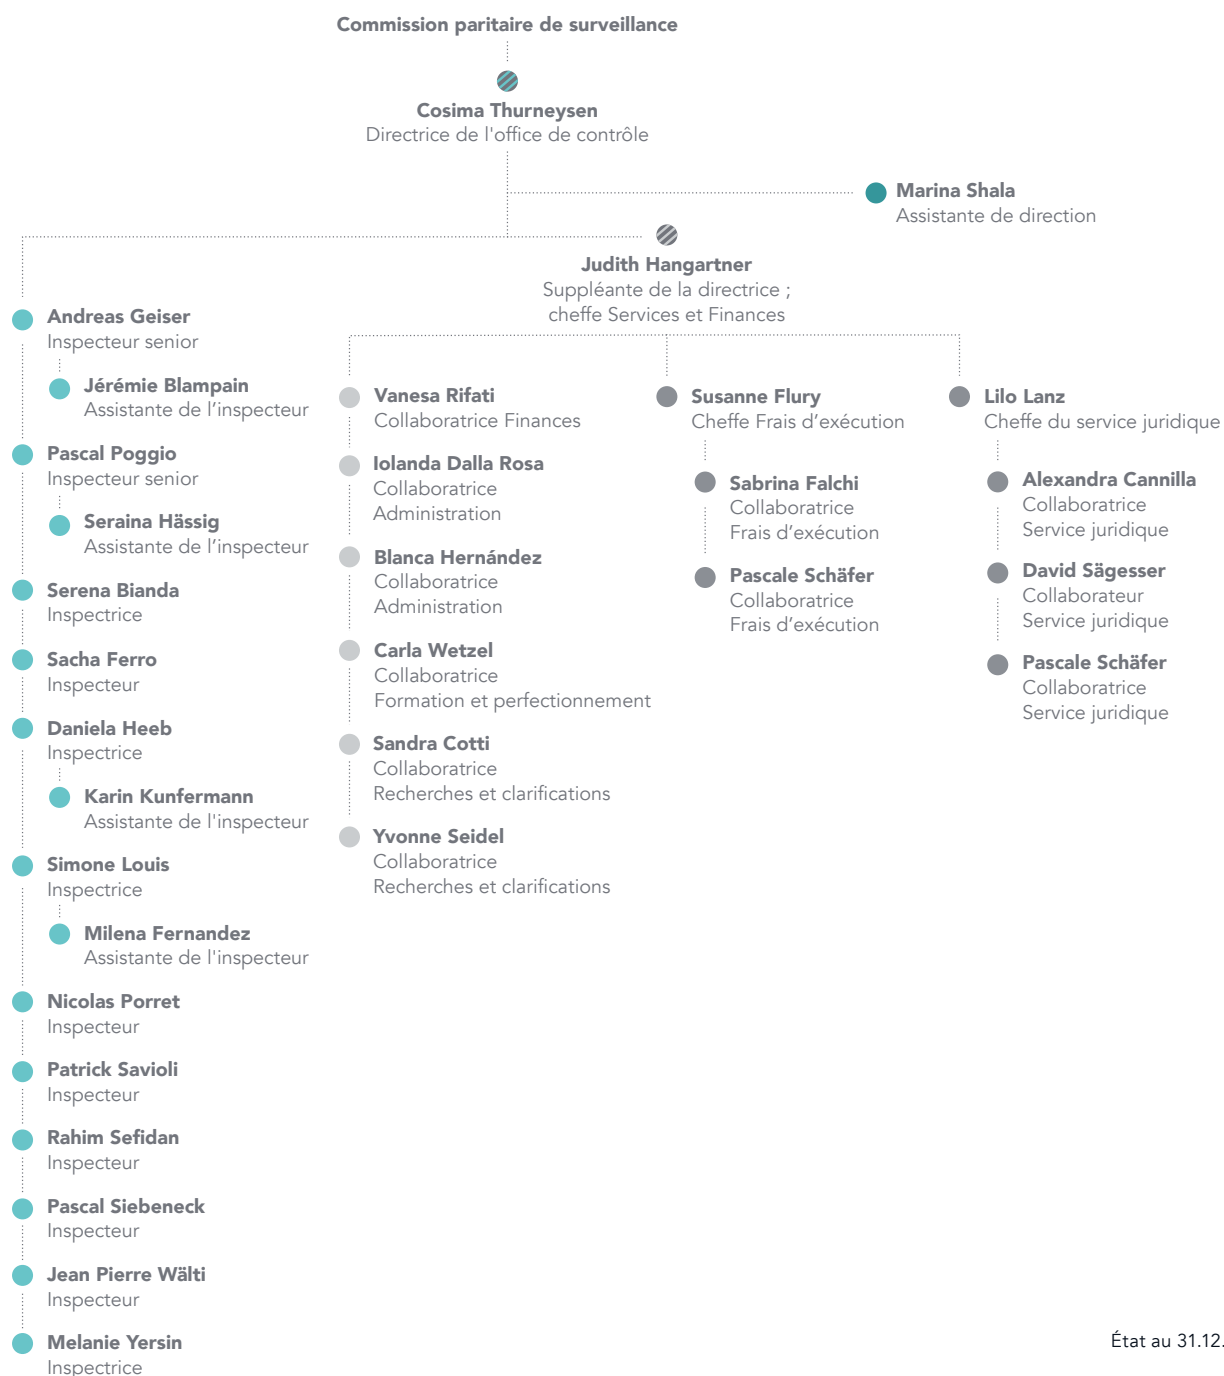 Commission paritaire de surveillance
Cosima Thurneysen
Directrice de l'office de contrôle
Marina Shala
Assistante de direction
Judith Hangartner
Suppléante de la directrice ;
cheffe Services et Finances
Andreas Geiser
Inspecteur senior
Jérémie Blampain
Assistante de l’inspecteur
Pascal Poggio
Inspecteur senior
Seraina Hässig
Assistante de l’inspecteur
Serena Bianda
Inspectrice
Sacha Ferro
Inspecteur
Daniela Heeb
Inspectrice
Karin Kunfermann
Assistante de l'inspecteur
Simone Louis
Inspectrice
Milena Fernandez
Assistante de l'inspecteur
Nicolas Porret
Inspecteur
Patrick Savioli
Inspecteur
Rahim Sefidan
Inspecteur
Pascal Siebeneck
Inspecteur
Jean Pierre Wälti
Inspecteur
Melanie Yersin
Inspectrice
Vanesa Rifati
Collaboratrice Finances
Iolanda Dalla Rosa
Collaboratrice
Administration
Blanca Hernández
Collaboratrice
Administration
Carla Wetzel
Collaboratrice
Formation et perfectionnement
Sandra Cotti
Collaboratrice
Recherches et clarifications
Yvonne Seidel
Collaboratrice
Recherches et clarifications
Susanne Flury
Cheffe Frais d’exécution
Sabrina Falchi
Collaboratrice
Frais d’exécution
Pascale Schäfer
Collaboratrice
Frais d’exécution
Lilo Lanz
Cheffe du service juridique
Alexandra Cannilla
Collaboratrice
Service juridique
David Sägesser
Collaborateur
Service juridique
Pascale Schäfer
Collaboratrice
Service juridique
État au 31.12.